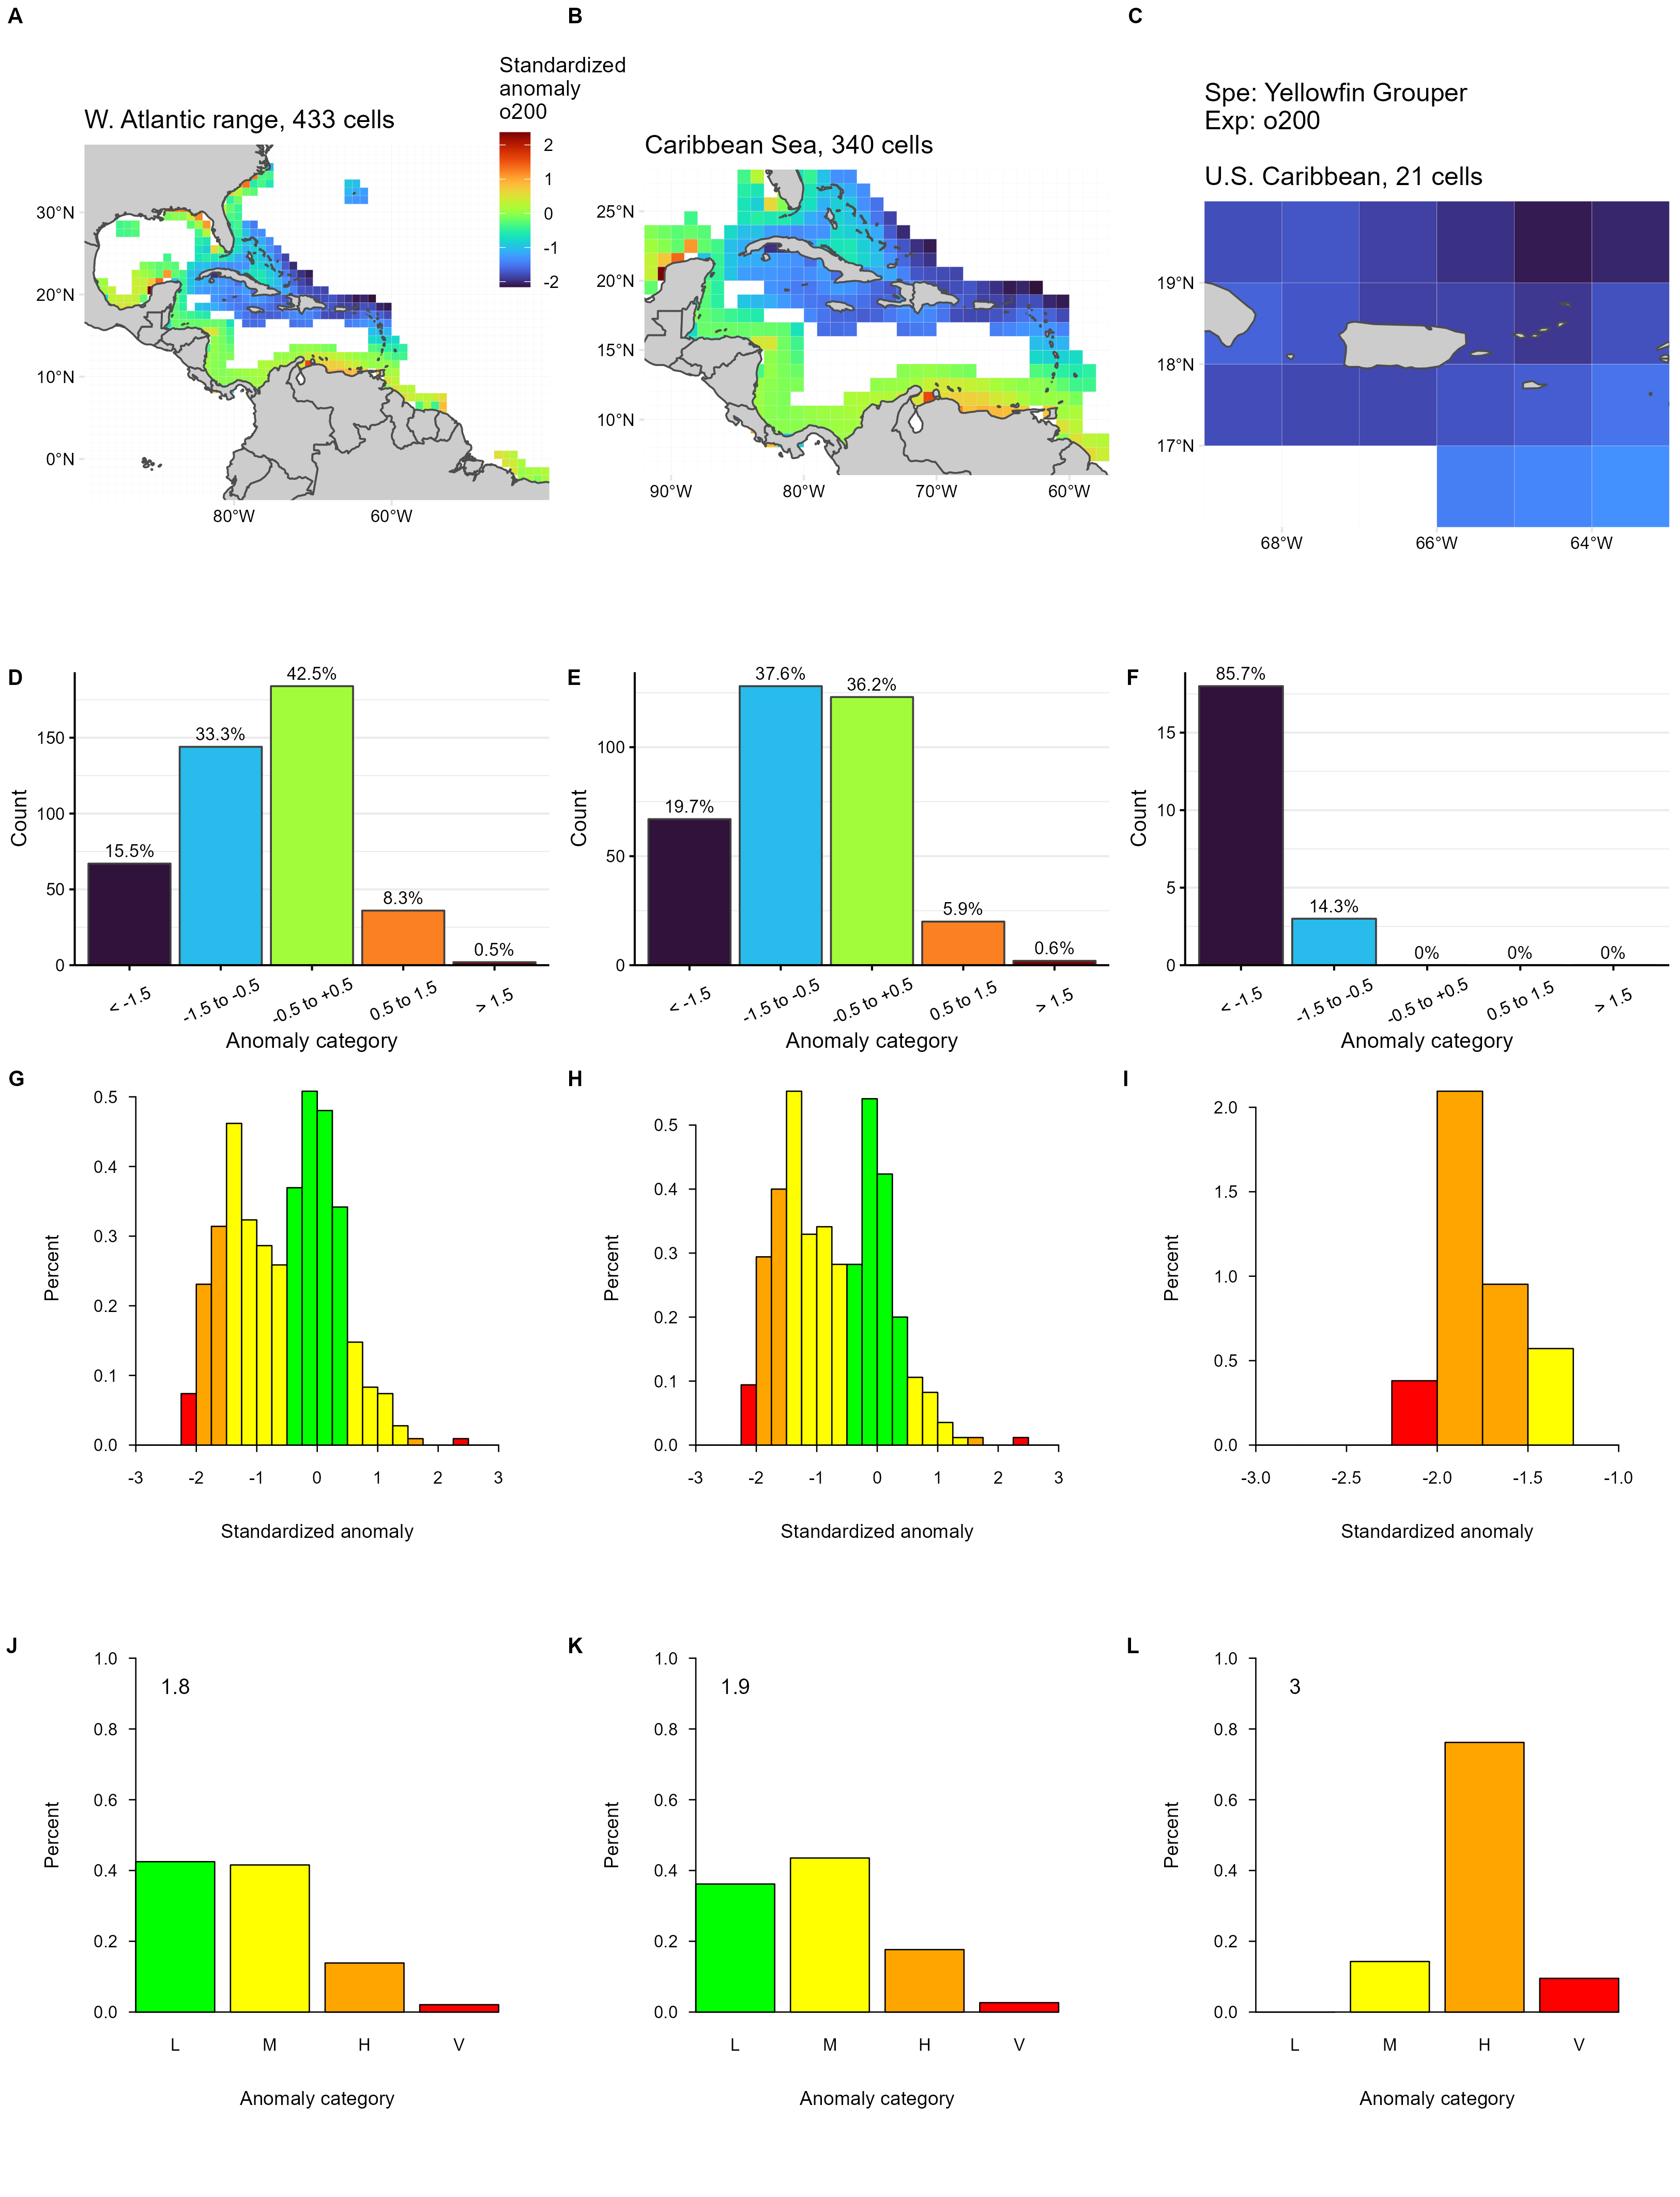 A
B
C
Standardized
anomaly
o200
W. Atlantic range, 433 cells
2
1
0
-1
-2
30°N
20°N
10°N
0°N
80°W
60°W
Caribbean Sea, 340 cells
25°N
20°N
15°N
10°N
90°W
80°W
70°W
60°W
Spe: Yellowfin Grouper
Exp: o200
U.S. Caribbean, 21 cells
19°N
18°N
17°N
68°W
66°W
64°W
D
Count
150
100
50
0
15.5%
33.3%
42.5%
8.3%
0.5%
< -1.5
-1.5 to -0.5
-0.5 to +0.5
0.5 to 1.5
> 1.5
Anomaly category
E
Count
100
50
0
19.7%
37.6%
36.2%
5.9%
0.6%
< -1.5
-1.5 to -0.5
-0.5 to +0.5
0.5 to 1.5
> 1.5
Anomaly category
F
Count
15
10
5
0
85.7%
14.3%
0%
0%
0%
< -1.5
-1.5 to -0.5
-0.5 to +0.5
0.5 to 1.5
> 1.5
Anomaly category
G
Percent
0.5
0.4
0.3
0.2
0.1
0.0
-3
-2
-1
0
1
2
3
Standardized anomaly
H
Percent
0.5
0.4
0.3
0.2
0.1
0.0
-3
-2
-1
0
1
2
3
Standardized anomaly
I
Percent
2.0
1.5
1.0
0.5
0.0
-3.0
-2.5
-2.0
-1.5
-1.0
Standardized anomaly
J
Percent
1.0
0.8
0.6
0.4
0.2
0.0
1.8
L
M
H
V
Anomaly category
K
Percent
1.0
0.8
0.6
0.4
0.2
0.0
1.9
L
M
H
V
Anomaly category
L
Percent
1.0
0.8
0.6
0.4
0.2
0.0
3
L
M
H
V
Anomaly category